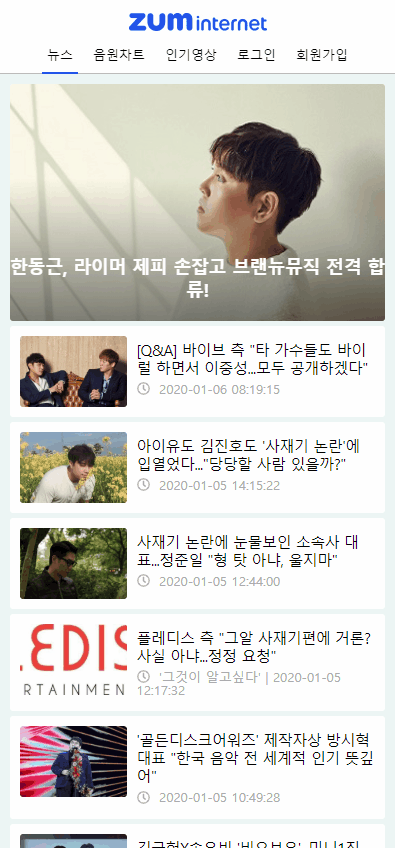 zum internet
뉴스 음원차트 인기영상 로그인 회원가입
한동근, 라이머 제피 손잡고 브랜뉴뮤직 전격 합
류!
[Q&A] 바이브 측 "타 가수들도 바이
럴 하면서 이중성...모두 공개하겠다"
2020-01-06 08:19:15
아이유도 김진호도 '사재기 논란'에
입열었다..."당당할 사람 있을까?"
2020-01-05 14:15:22
사재기 논란에 눈물보인 소속사 대
표...정준일 "형 탓 아냐, 울지마"
2020-01-05 12:44:00
LEDIS
ERTAINMEN
플레디스 측 "그알 사재기편에 거론?
사실 아냐...정정 요청"
'그것이 알고싶다' | 2020-01-05
12:17:32
'골든디스크어워즈' 제작자상 방시혁
대표 "한국 음악 전 세계적 인기 뜻깊
어"
2020-01-05 10:49:28